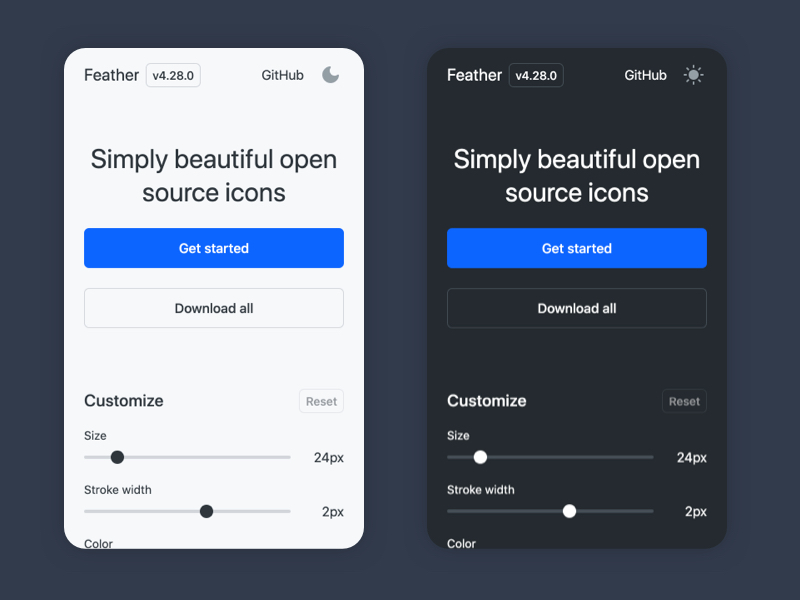 Feather v4.28.0 GitHub
Simply beautiful open
source icons
Get started
Download all
Customize Reset
Size
24px
Stroke width
2px
Color
Feather v4.28.0 GitHub
Simply beautiful open
source icons
Get started
Download all
Customize Reset
Size
24px
Stroke width
2px
Color